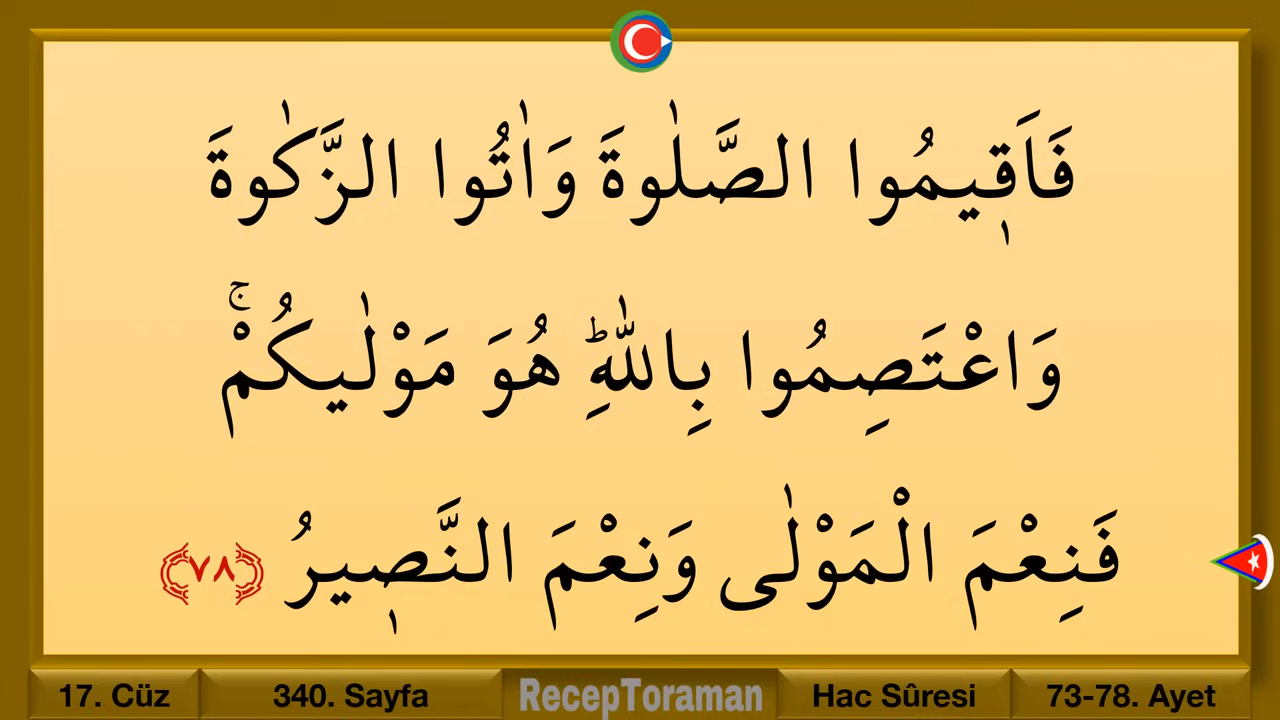 فَاَقٖيمُوا الصَّلٰوةَ وَاٰتُوا الزَّكٰوةَ
وَاعْتَصِمُوا بِاللّٰهِؕ هُوَ مَوْلٰيكُمْۚ
فَنِعْمَ الْمَوْلٰى وَنِعْمَ النَّصٖيرُ ﴿٧٨﴾
17. Cüz 340. Sayfa RecepToraman Hac Sûresi 73-78. Ayet